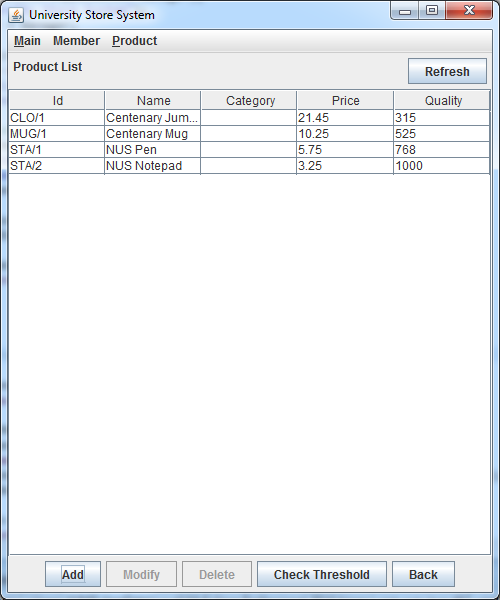 University Store System
Main Member Product
Product List
Refresh
Id Name Category Price Quality
CLO/1 Centenary Jum... 21.45 315
MUG/1 Centenary Mug 10.25 525
STA/1 NUS Pen 5.75 768
STA/2 NUS Notepad 3.25 1000
Add Modify Delete Check Threshold Back